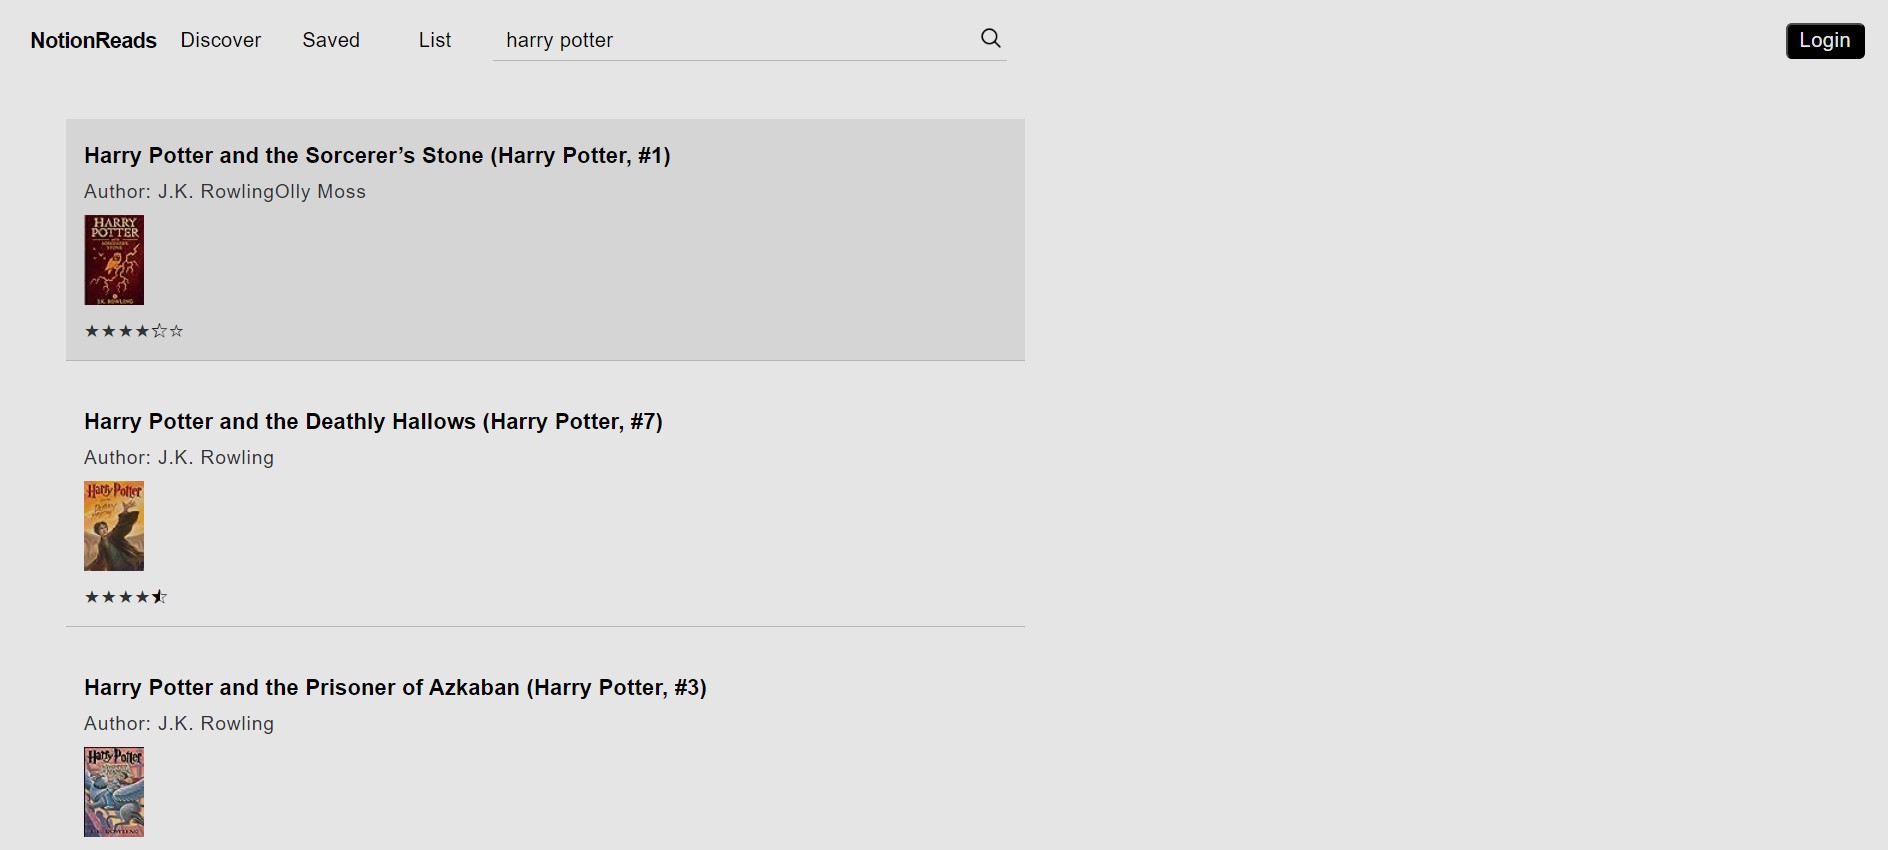 NotionReads Discover Saved List harry potter Login
Harry Potter and the Sorcerer’s Stone (Harry Potter, #1)
Author: J.K. RowlingOlly Moss
HARRY
POTTER
J.K. ROWLING
★★★★☆☆
Harry Potter and the Deathly Hallows (Harry Potter, #7)
Author: J.K. Rowling
Harry Potter
★★★★⯪
Harry Potter and the Prisoner of Azkaban (Harry Potter, #3)
Author: J.K. Rowling
Harry Potter
J.K. ROWLING